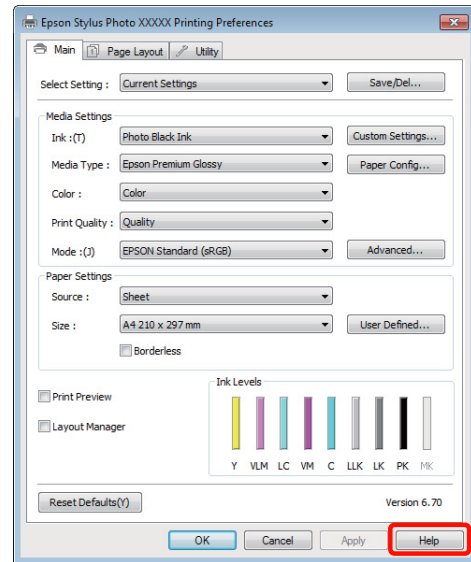 Epson Stylus Photo XXXXX Printing Preferences
Main Page Layout Utility
Select Setting : Current Settings Save/Del...
Media Settings
Ink :(T) Photo Black Ink Custom Settings...
Media Type : Epson Premium Glossy Paper Config...
Color : Color
Print Quality : Quality
Mode :(J) EPSON Standard (sRGB) Advanced...
Paper Settings
Source : Sheet
Size : A4 210 x 297 mm User Defined...
Borderless
Ink Levels
Print Preview
Layout Manager
Y VLM LC VM C LLK LK PK MK
Reset Defaults(Y) Version 6.70
OK Cancel Apply Help